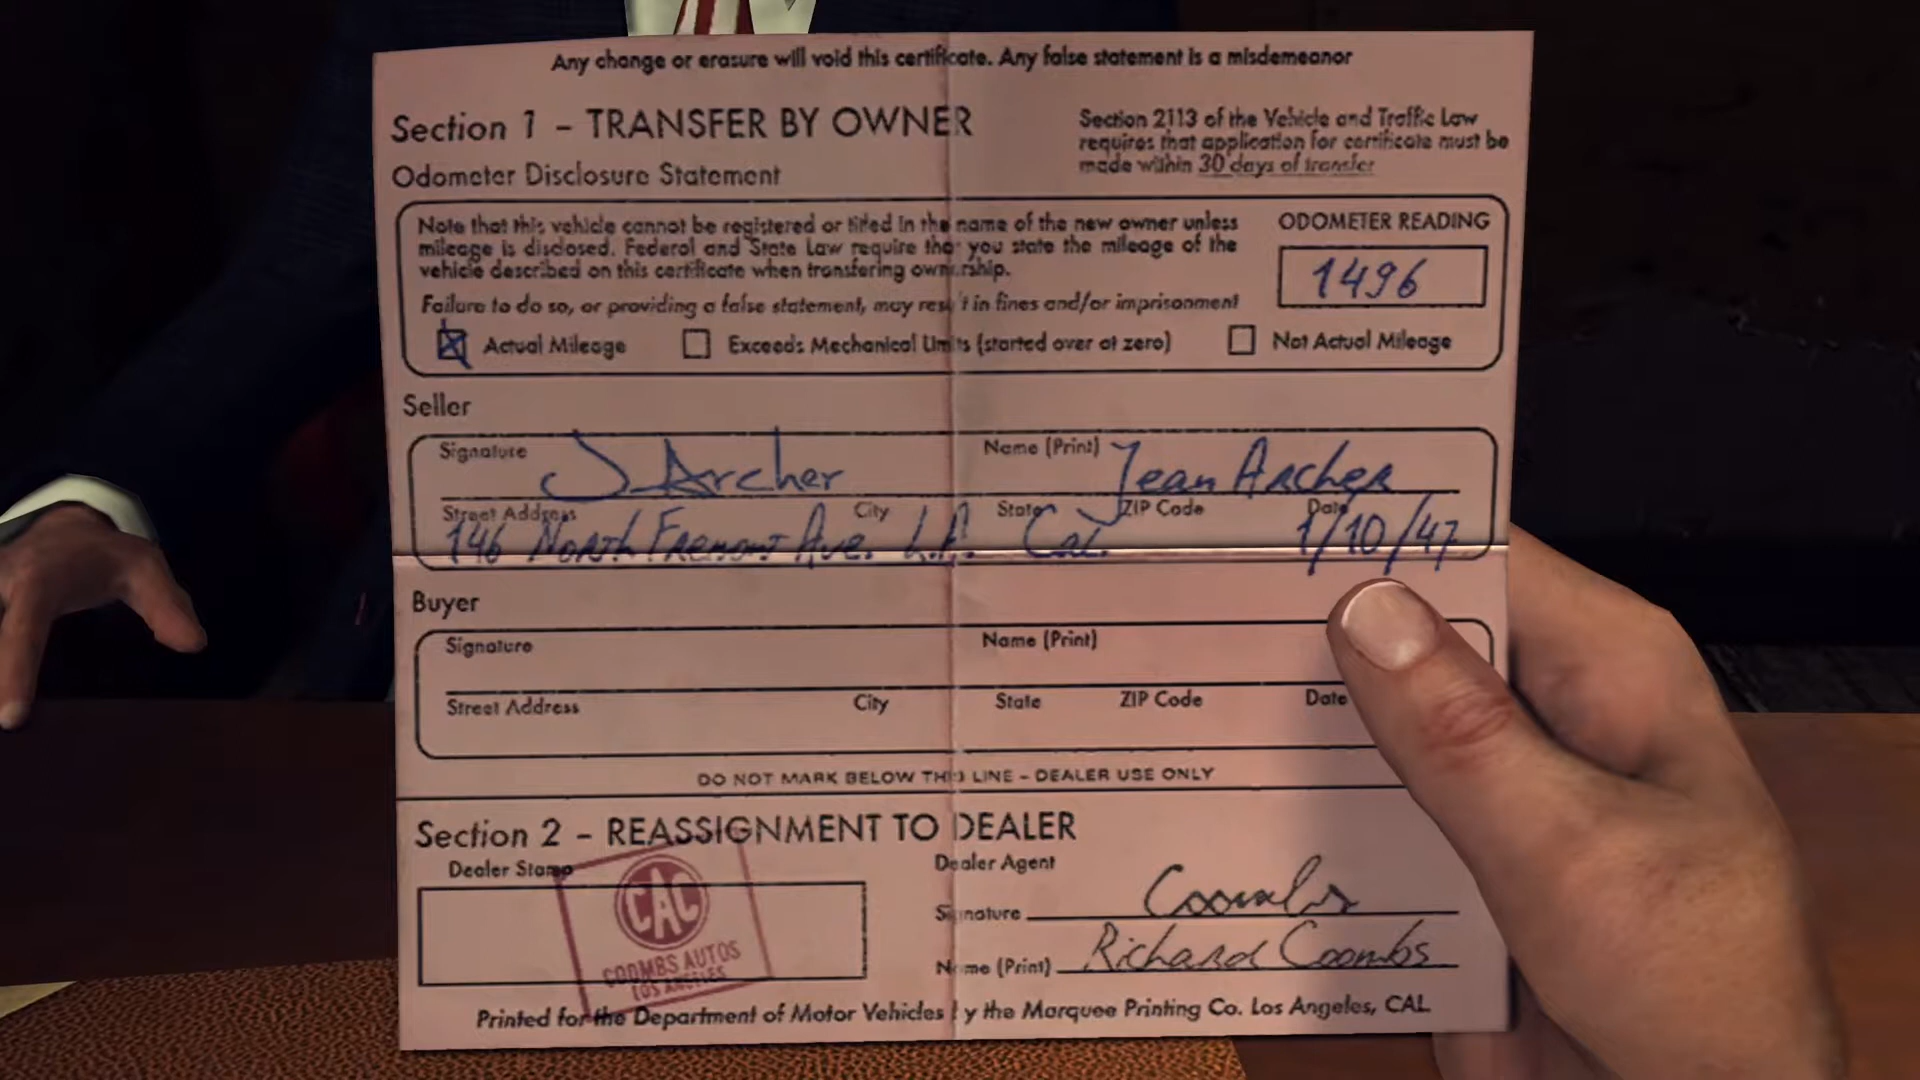 Any change or erasure will void this certificate. Any false statement is a misdemeanor
Section 1 – TRANSFER BY OWNER
Section 2113 of the Vehicle and Traffic Law
requires that application for certificate must be
made within 30 days of transfer
Odometer Disclosure Statement
Note that this vehicle cannot be registered or titled in the name of the new owner unless
mileage is disclosed. Federal and State Law require that you state the mileage of the
vehicle described on this certificate when transfering ownership.
Failure to do so, or providing a false statement, may result in fines and/or imprisonment
ODOMETER READING
1496
Actual Mileage
Exceeds Mechanical Limits (started over at zero)
Not Actual Mileage
Seller
Signature J Archer
Name (Print) Jean Archer
Street Address City State ZIP Code Date
146 North Fremont Ave. L.A. Cal. 1/10/47
Buyer
Signature
Name (Print)
Street Address City State ZIP Code Date
DO NOT MARK BELOW THIS LINE – DEALER USE ONLY
Section 2 – REASSIGNMENT TO DEALER
Dealer Stamp
CAC
COOMBS AUTOS
LOS ANGELES
Dealer Agent
Signature Coombs
Name (Print) Richard Coombs
Printed for the Department of Motor Vehicles by the Marquee Printing Co. Los Angeles, CAL